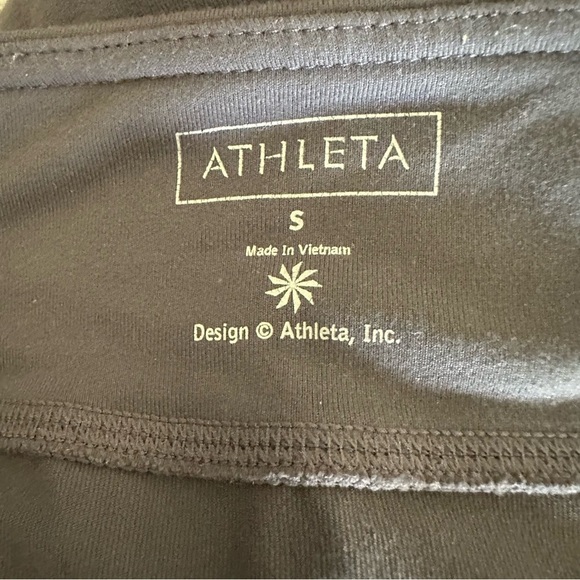 ATHLETA
S
Made In Vietnam
Design © Athleta, Inc.